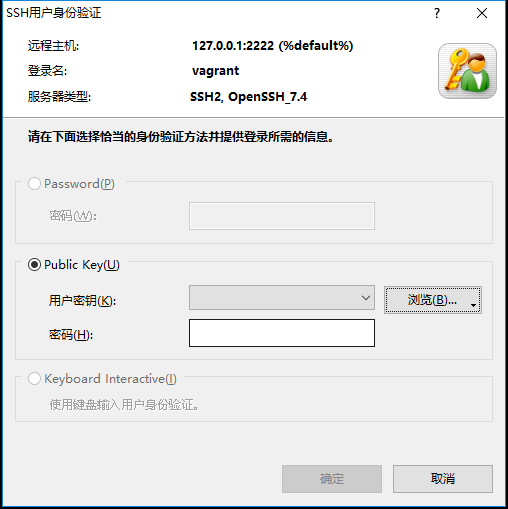 SSH用户身份验证
远程主机: 127.0.0.1:2222 (%default%)
登录名: vagrant
服务器类型: SSH2, OpenSSH_7.4
请在下面选择恰当的身份验证方法并提供登录所需的信息。
Password(P)
密码(W):
Public Key(U)
用户密钥(K): 浏览(B)...
密码(H):
Keyboard Interactive(I)
使用键盘输入用户身份验证。
确定 取消